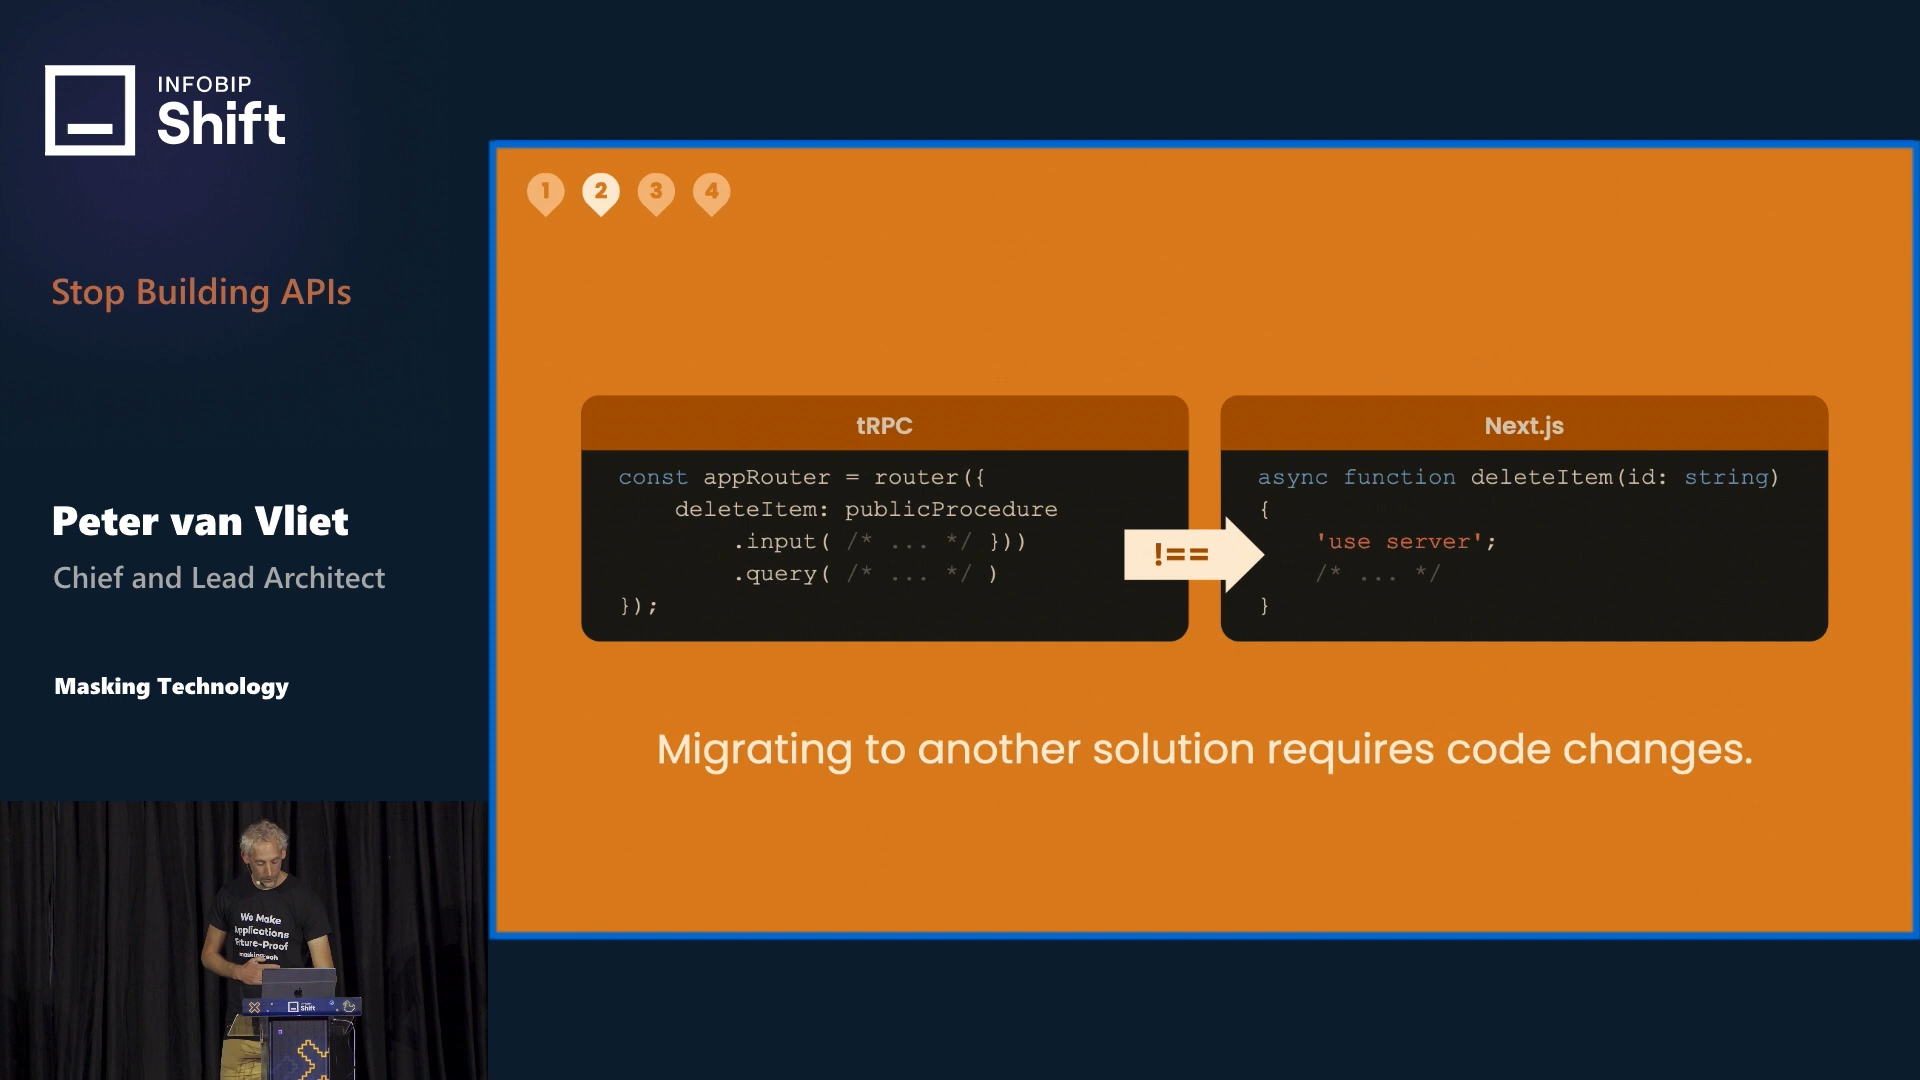 INFOBIP
Shift
Stop Building APIs
Peter van Vliet
Chief and Lead Architect
Masking Technology
1 2 3 4
tRPC
const appRouter = router({
deleteItem: publicProcedure
.input( /* ... */ }))
.query( /* ... */ )
});
!==
Next.js
async function deleteItem(id: string)
{
'use server';
/* ... */
}
Migrating to another solution requires code changes.
We Make
Applications
Shift